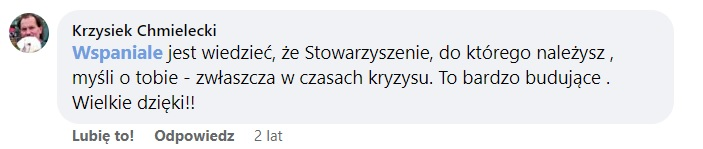 Krzysiek Chmielecki
Wspaniale jest wiedzieć, że Stowarzyszenie, do którego należysz ,
myśli o tobie - zwłaszcza w czasach kryzysu. To bardzo budujące .
Wielkie dzięki!!
Lubię to! Odpowiedz 2 lat